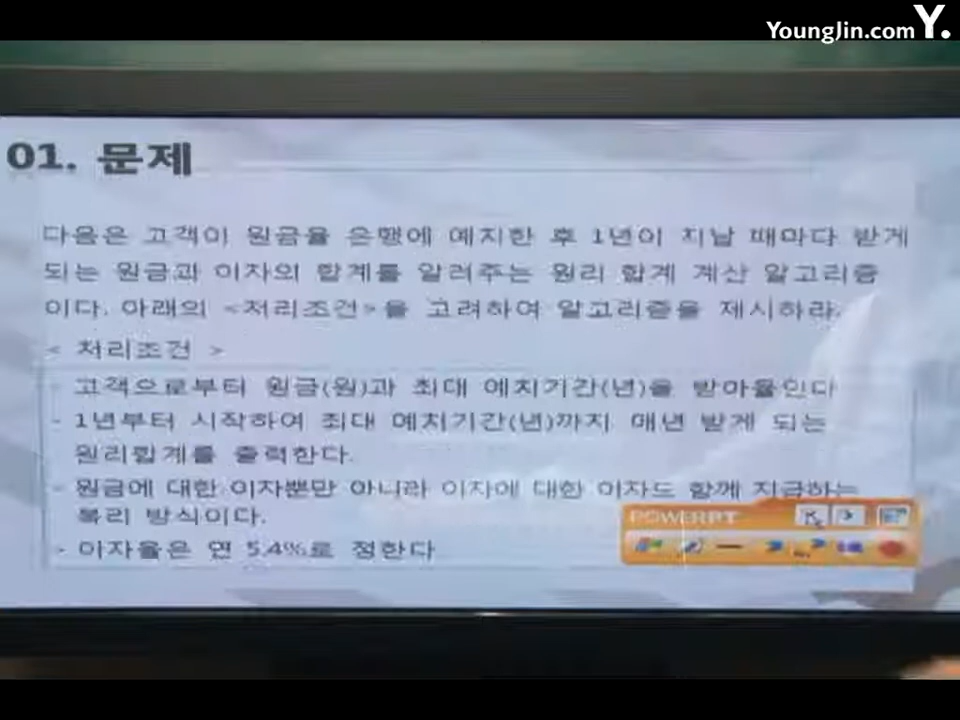 YoungJin.com Y.
01. 문제
다음은 고객이 원금을 은행에 예치한 후 1년이 지날 때마다 받게
되는 원금과 이자의 합계를 알려주는 원리 합계 계산 알고리즘
이다. 아래의 <처리조건>을 고려하여 알고리즘을 제시하라.
< 처리조건 >
- 고객으로부터 원금(원)과 최대 예치기간(년)을 받아들인다
- 1년부터 시작하여 최대 예치기간(년)까지 매년 받게 되는
원리합계를 출력한다.
- 원금에 대한 이자뿐만 아니라 이자에 대한 이자도 함께 지급하는
복리 방식이다.
- 이자율은 연 5.4%로 정한다
POWERPT